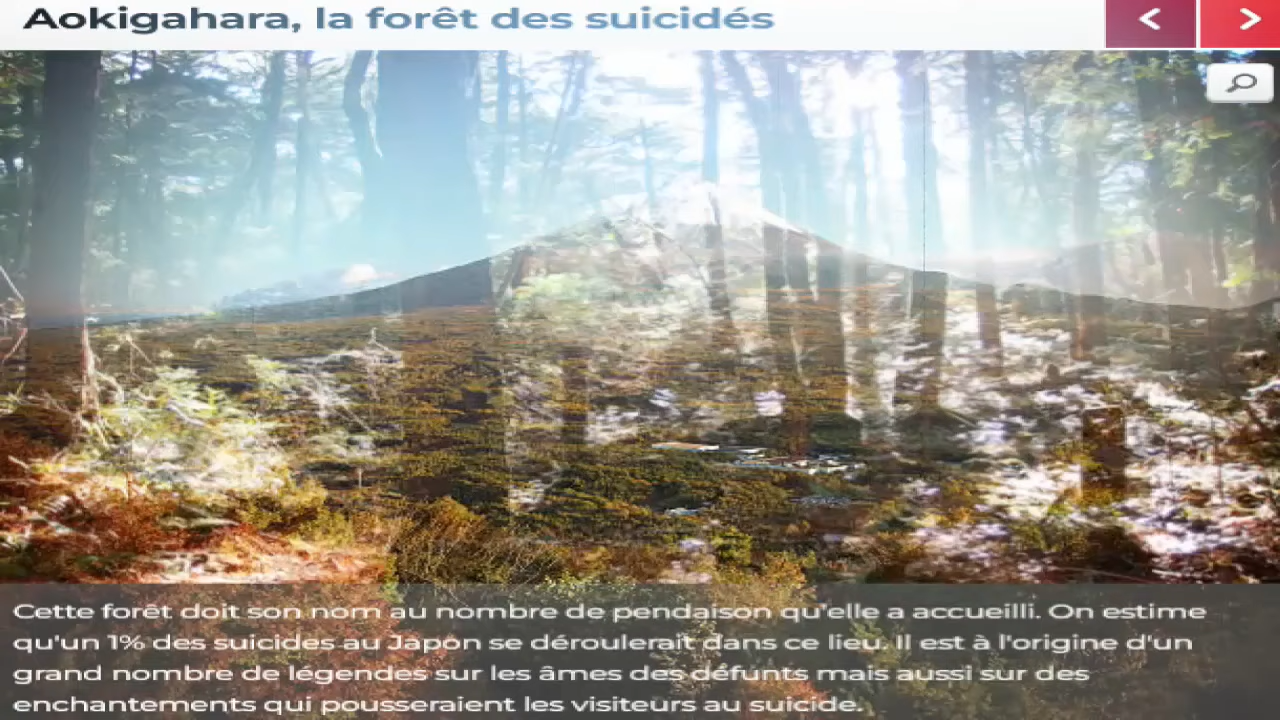 Aokigahara, la forêt des suicidés
Cette forêt doit son nom au nombre de pendaison qu'elle a accueilli. On estime
qu'un 1% des suicides au Japon se déroulerait dans ce lieu. Il est à l'origine d'un
grand nombre de légendes sur les âmes des défunts mais aussi sur des
enchantements qui pousseraient les visiteurs au suicide.